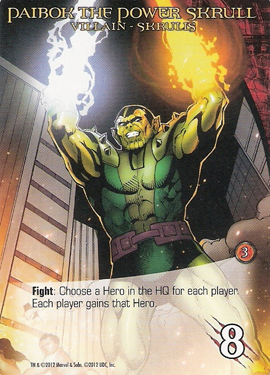 PAIBOK THE POWER SKRULL
VILLAIN - SKRULLS
3
Fight: Choose a Hero in the HQ for each player.
Each player gains that Hero.
8
TM & ©2012 Marvel & Subs. ©2012 UDC, Inc.